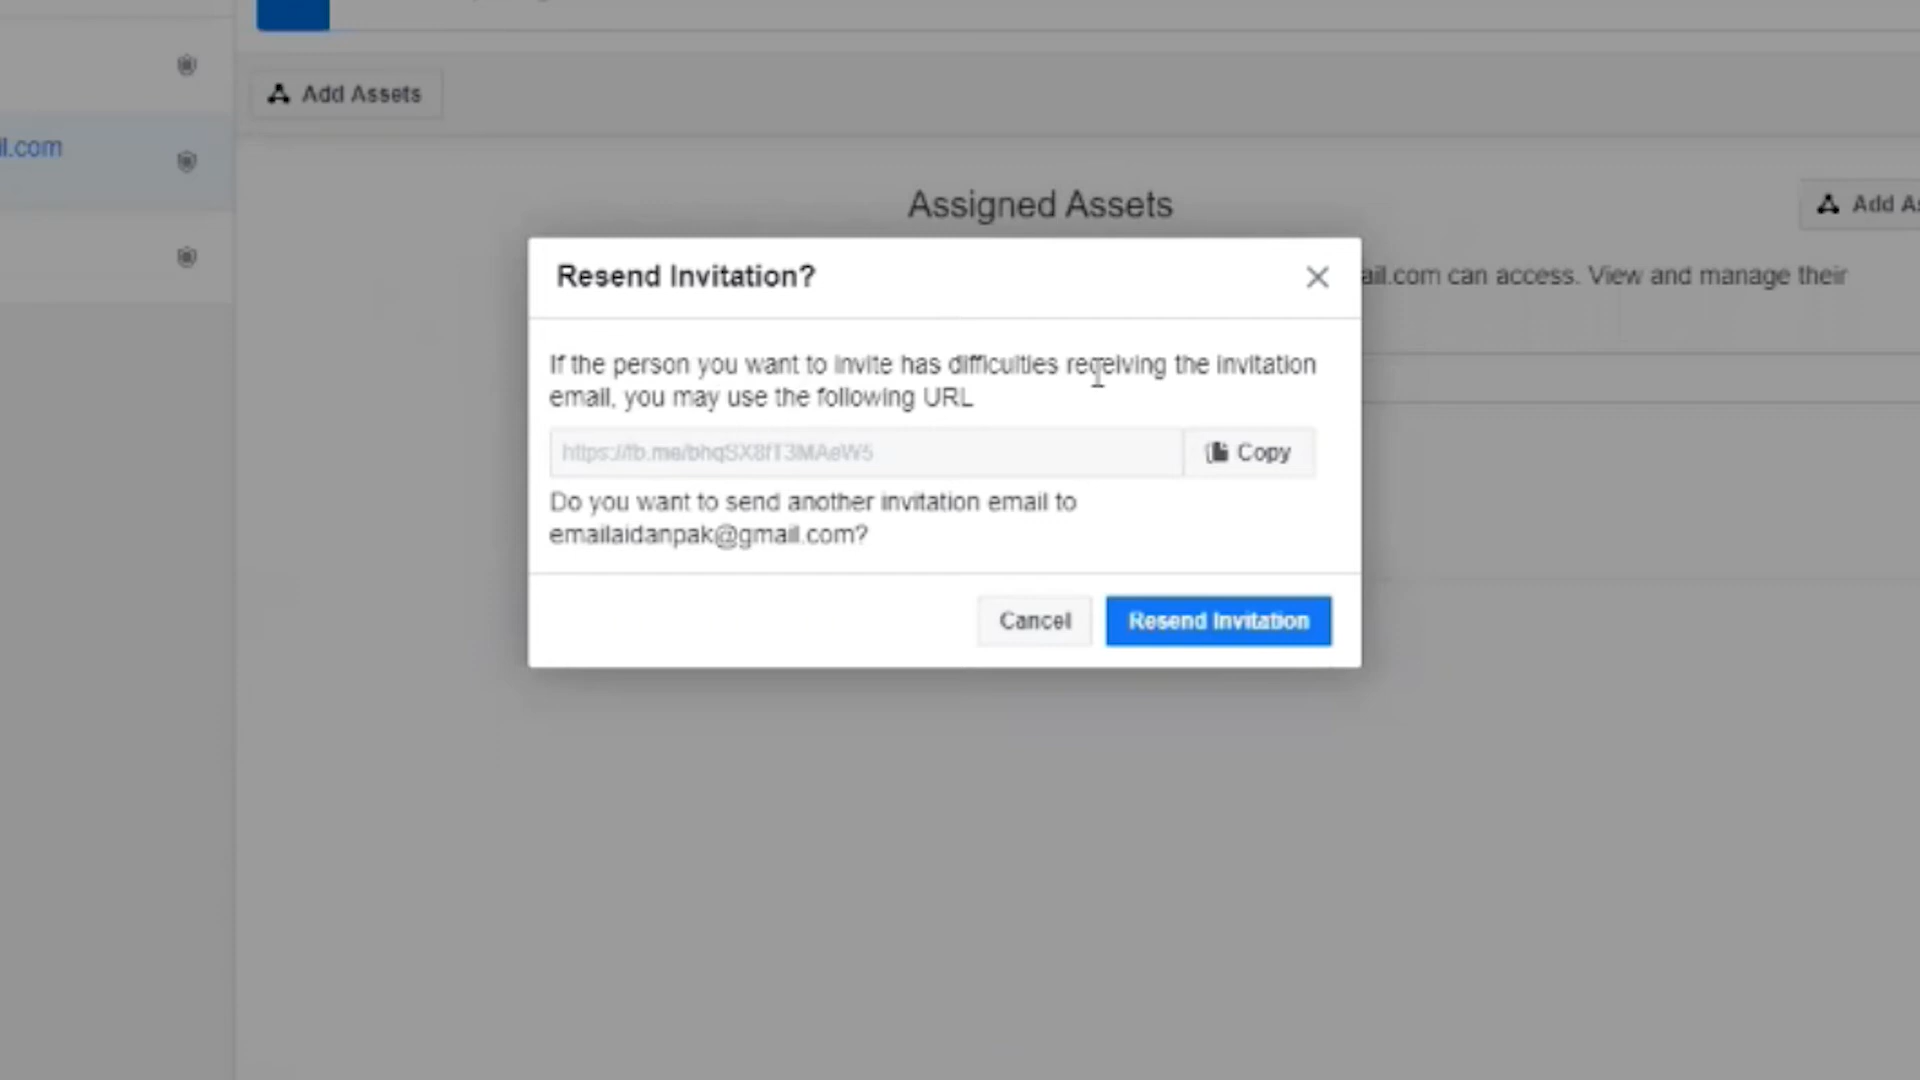 Add Assets
il.com
Assigned Assets
Add As
ail.com can access. View and manage their
Resend Invitation?
If the person you want to invite has difficulties receiving the invitation
email, you may use the following URL
https://fb.me/bhqSX8fT3MAeW5
Copy
Do you want to send another invitation email to
emailaidanpak@gmail.com?
Cancel
Resend Invitation